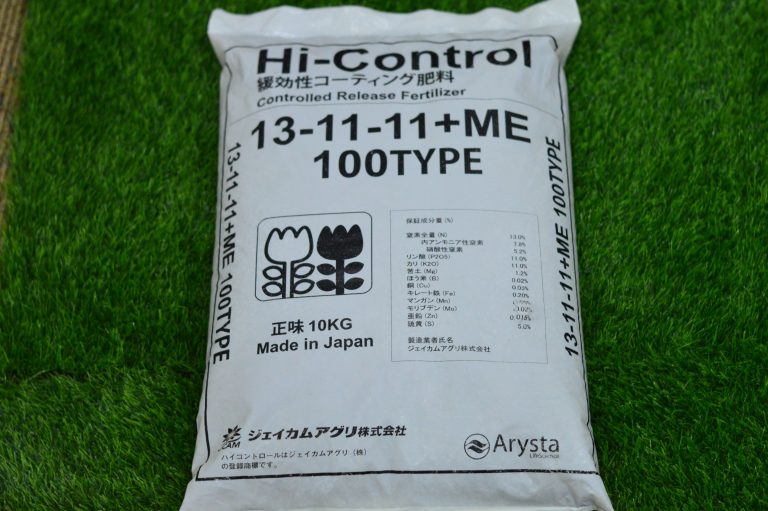 Hi-Control
緩効性コーティング肥料
Controlled Release Fertilizer
13-11-11+ME
100TYPE
13-11-11+ME 100TYPE
13-11-11+ME 100TYPE
正味 10KG
Made in Japan
保証成分量 (%)
窒素全量 (N) 13.0%
内アンモニア性窒素
硝酸性窒素 5.2%
リン酸 (P2O5) 11.0%
カリ (K2O) 11.0%
苦土 (Mg) 1.2%
ほう素 (B) 0.02%
銅 (Cu)
キレート鉄 (Fe) 0.20%
マンガン (Mn)
モリブデン (Mo)
亜鉛 (Zn) 0.015%
硫黄 (S) 5.0%
製造業者氏名
ジェイカムアグリ株式会社
ジェイカムアグリ株式会社
ハイコントロールはジェイカムアグリ (株)
の登録商標です。
Arysta
LifeScience